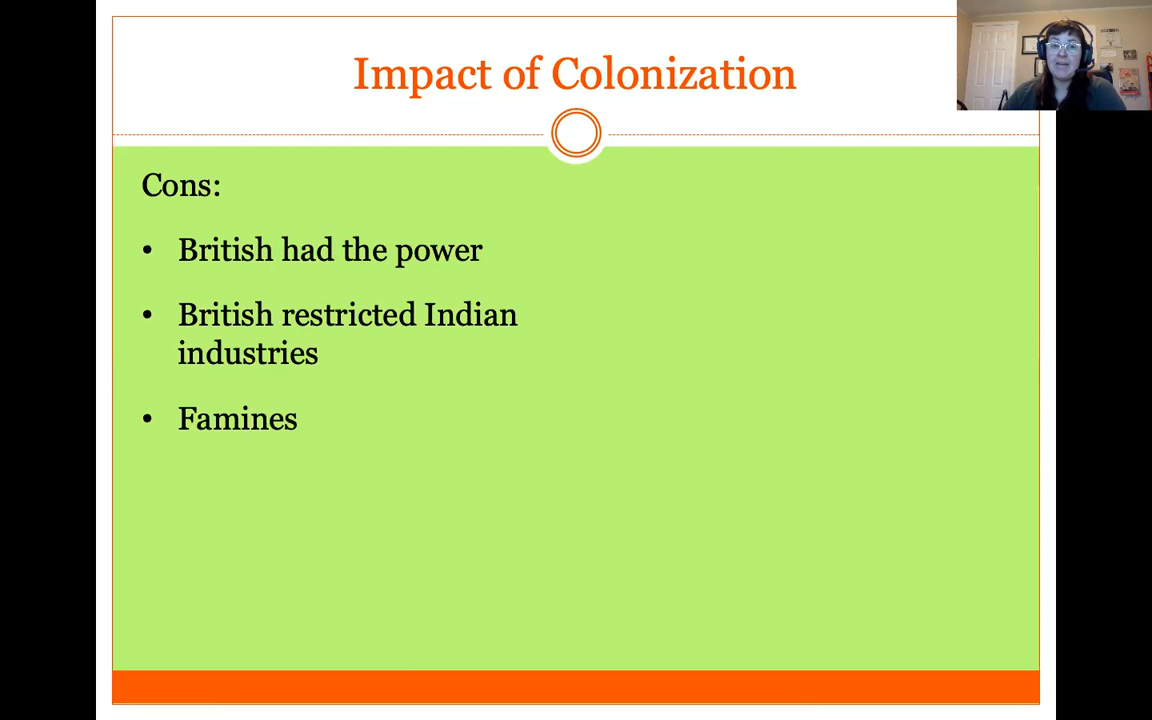 Impact of Colonization
Cons:
• British had the power
• British restricted Indian
industries
• Famines